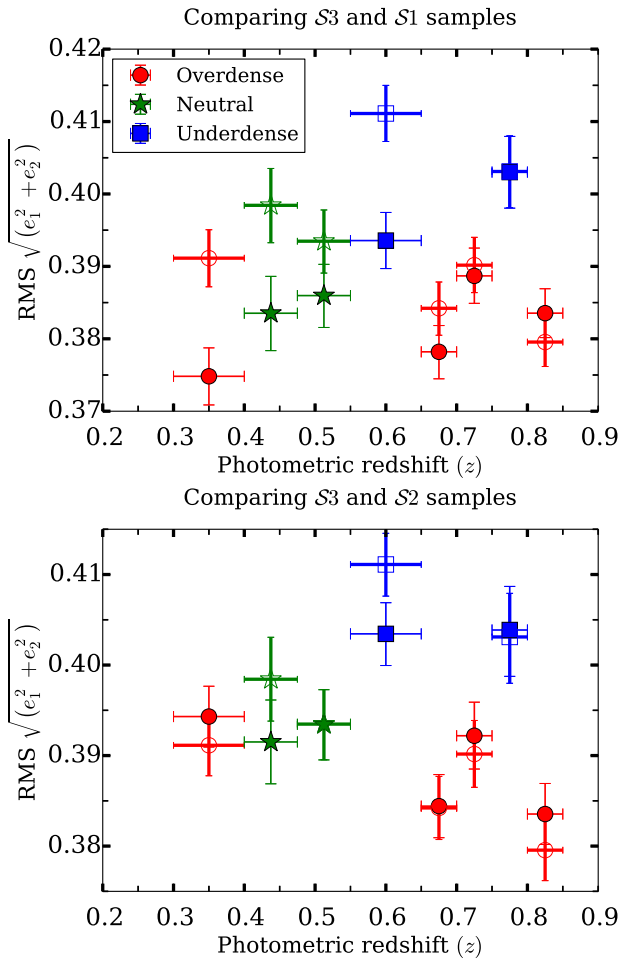 Comparing 𝒮3 and 𝒮1 samples
0.42
0.41
0.40
0.39
0.38
0.37
RMS √(e₁² + e₂²)
Overdense
Neutral
Underdense
0.2 0.3 0.4 0.5 0.6 0.7 0.8 0.9
Photometric redshift (z)
Comparing 𝒮3 and 𝒮2 samples
0.41
0.40
0.39
0.38
RMS √(e₁² + e₂²)
0.2 0.3 0.4 0.5 0.6 0.7 0.8 0.9
Photometric redshift (z)